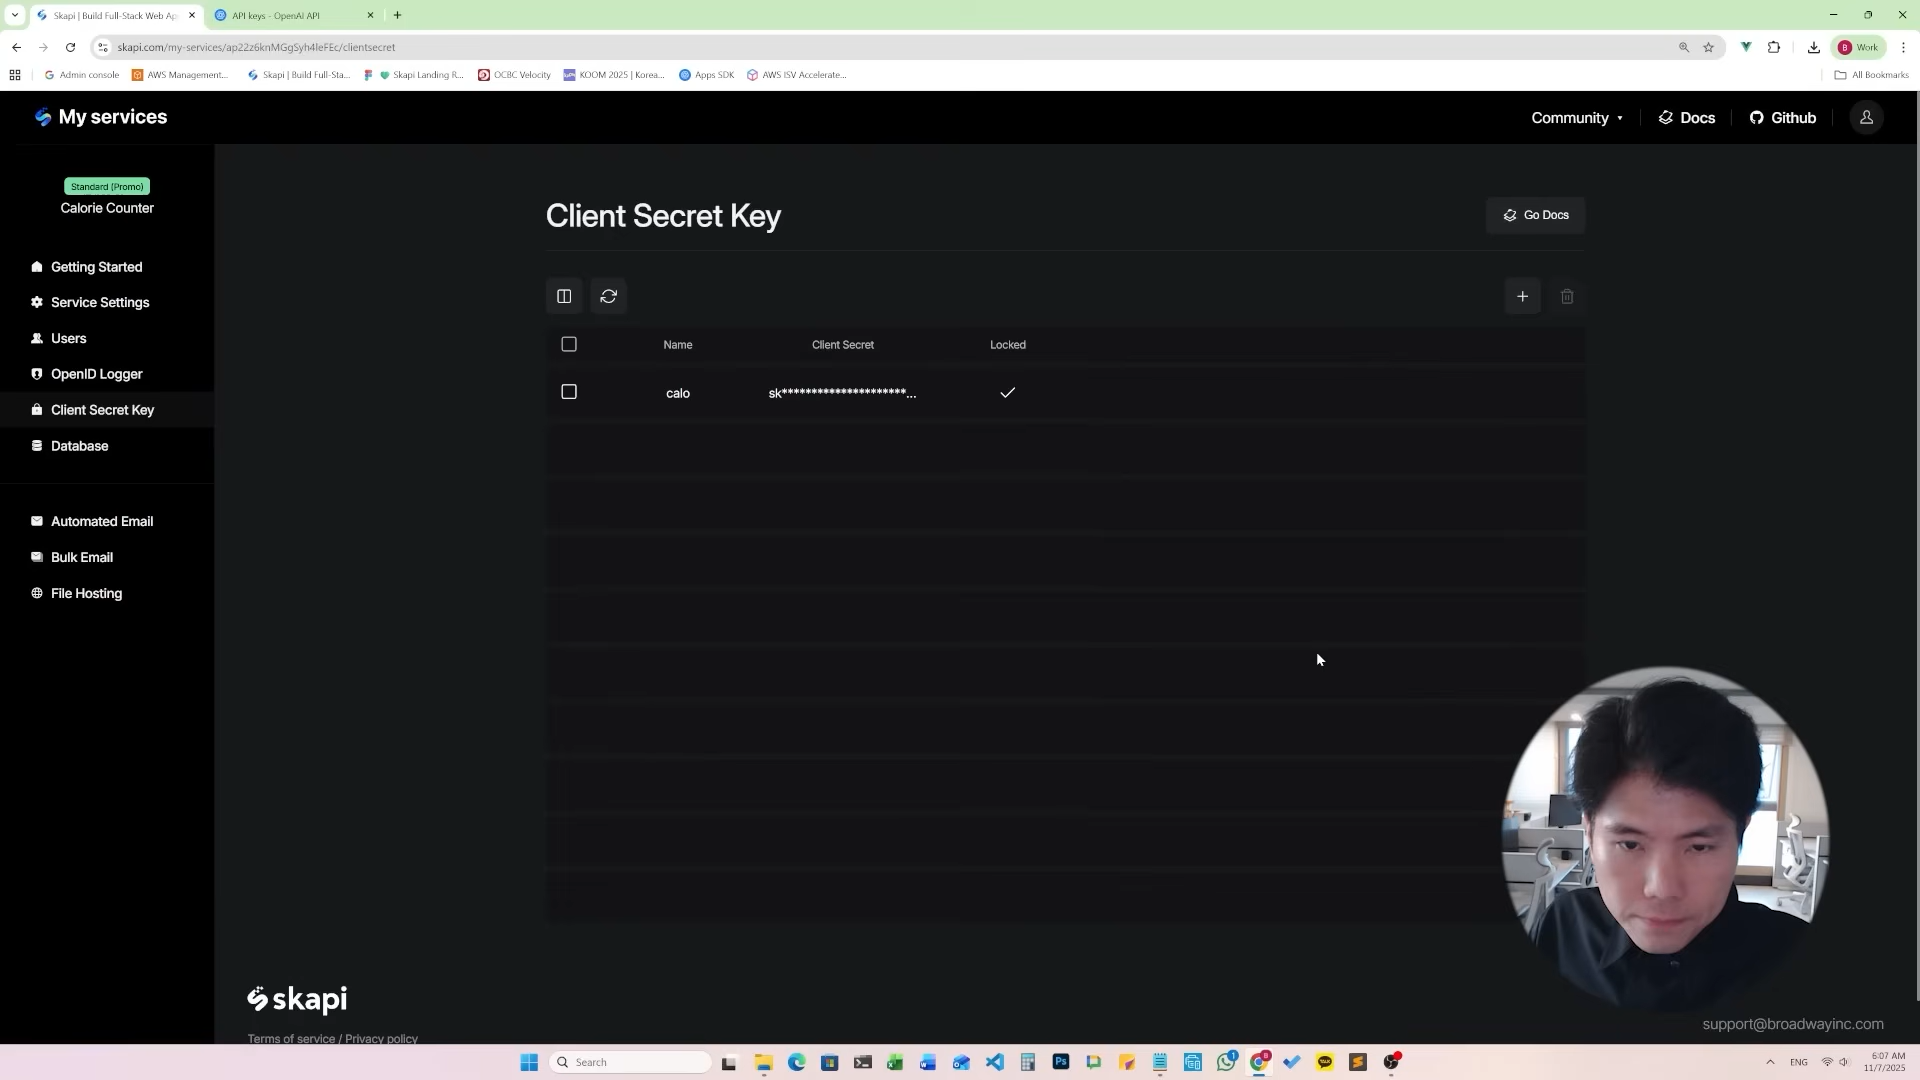 Skapi | Build Full-Stack Web Ap
API keys - OpenAI API
skapi.com/my-services/ap22z6knMGgSyh4leFEc/clientsecret
Work
Admin console
AWS Management...
Skapi | Build Full-Sta...
Skapi Landing R...
OCBC Velocity
KOOM 2025 | Korea...
Apps SDK
AWS ISV Accelerate...
All Bookmarks
My services
Community
Docs
Github
Standard (Promo)
Calorie Counter
Getting Started
Service Settings
Users
OpenID Logger
Client Secret Key
Database
Automated Email
Bulk Email
File Hosting
Client Secret Key
Go Docs
Name
Client Secret
Locked
calo
sk*********************...
skapi
Terms of service / Privacy policy
support@broadwayinc.com
Search
ENG
6:07 AM
11/7/2025